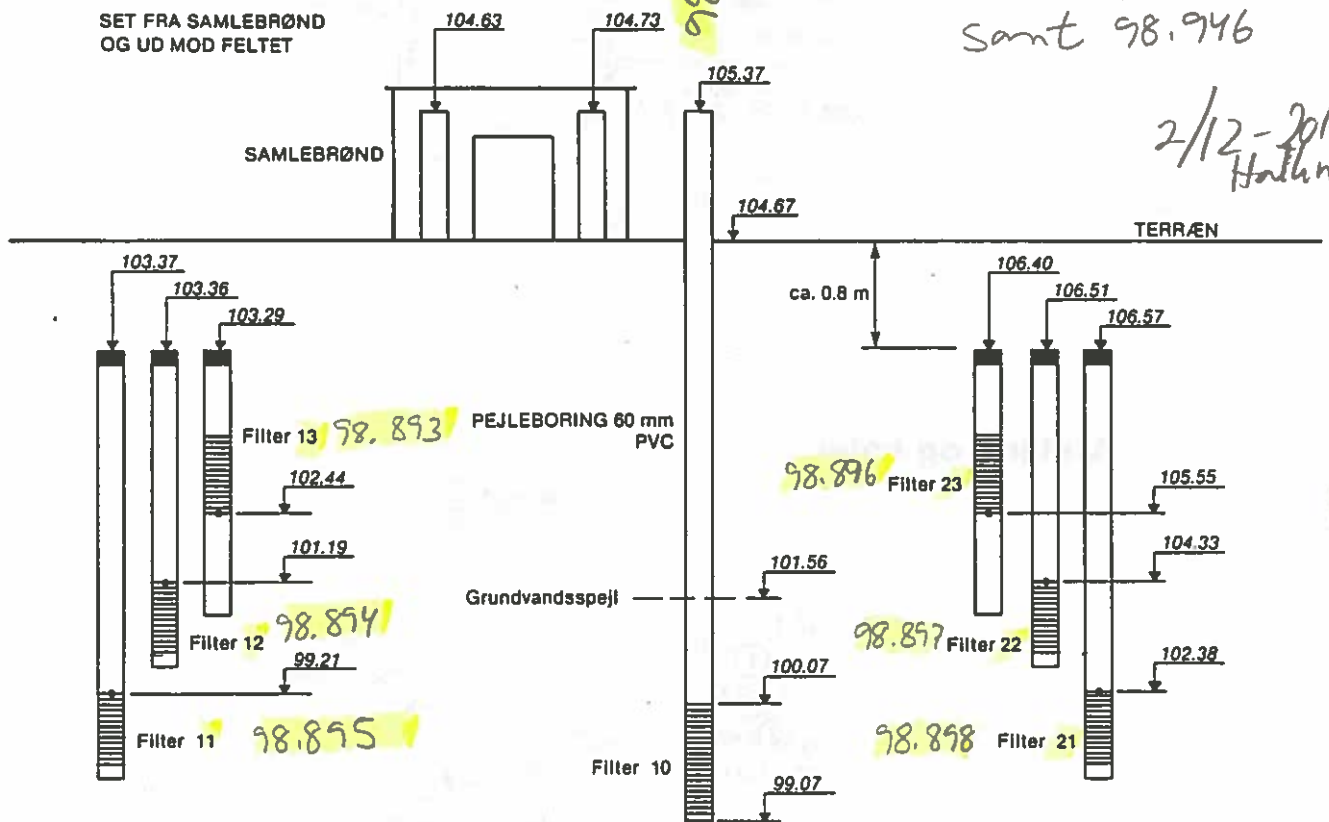 SET FRA SAMLEBRØND
OG UD MOD FELTET
104.63
104.73
98
samt 98.946
105.37
2/12-201
SAMLEBRØND
104.67
TERRÆN
103.37
103.36
103.29
ca. 0.8 m
106.40
106.51
106.57
Filter 13 98.893
PEJLEBORING 60 mm
PVC
98.896 Filter 23
102.44
105.55
101.19
101.56
104.33
Grundvandsspejl
Filter 12 98.894
98.897 Filter 22
99.21
100.07
102.38
Filter 11 98.895
98.898 Filter 21
Filter 10
99.07